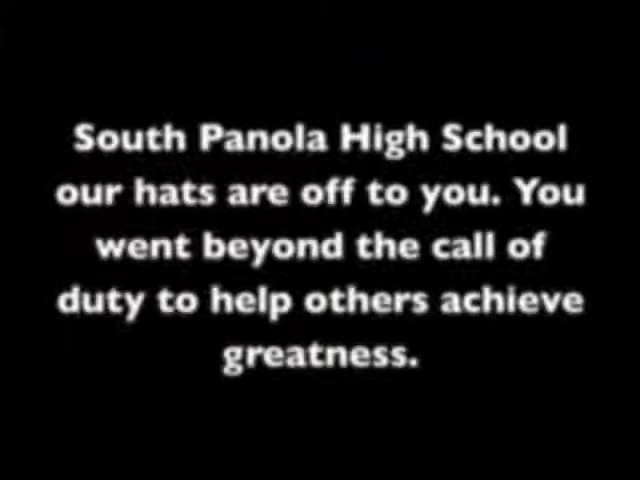 South Panola High School
our hats are off to you. You
went beyond the call of
duty to help others achieve
greatness.